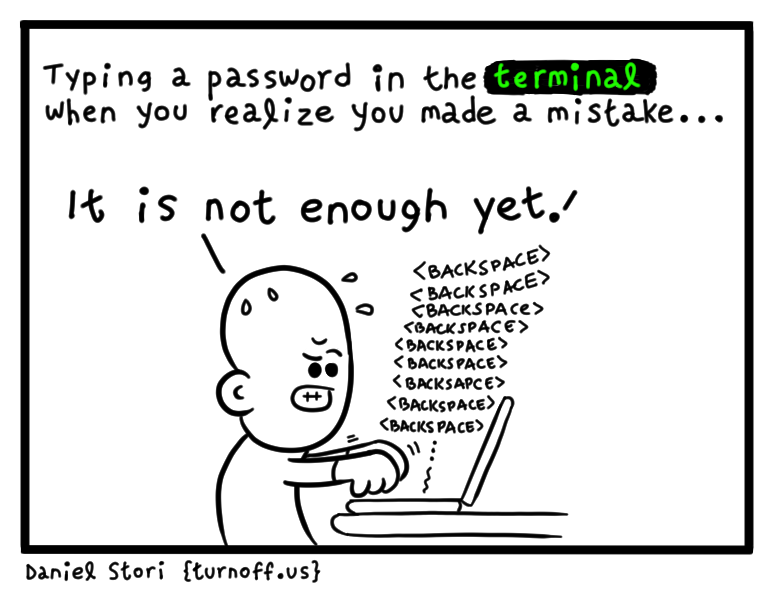 Typing a password in the terminal
when you realize you made a mistake...
It is not enough yet!
<BACKSPACE>
<BACKSPACE>
<BACKSPACE>
<BACKSPACE>
<BACKSPACE>
<BACKSPACE>
<BACKSAPCE>
<BACKSPACE>
<BACKSPACE>
Daniel Stori {turnoff.us}